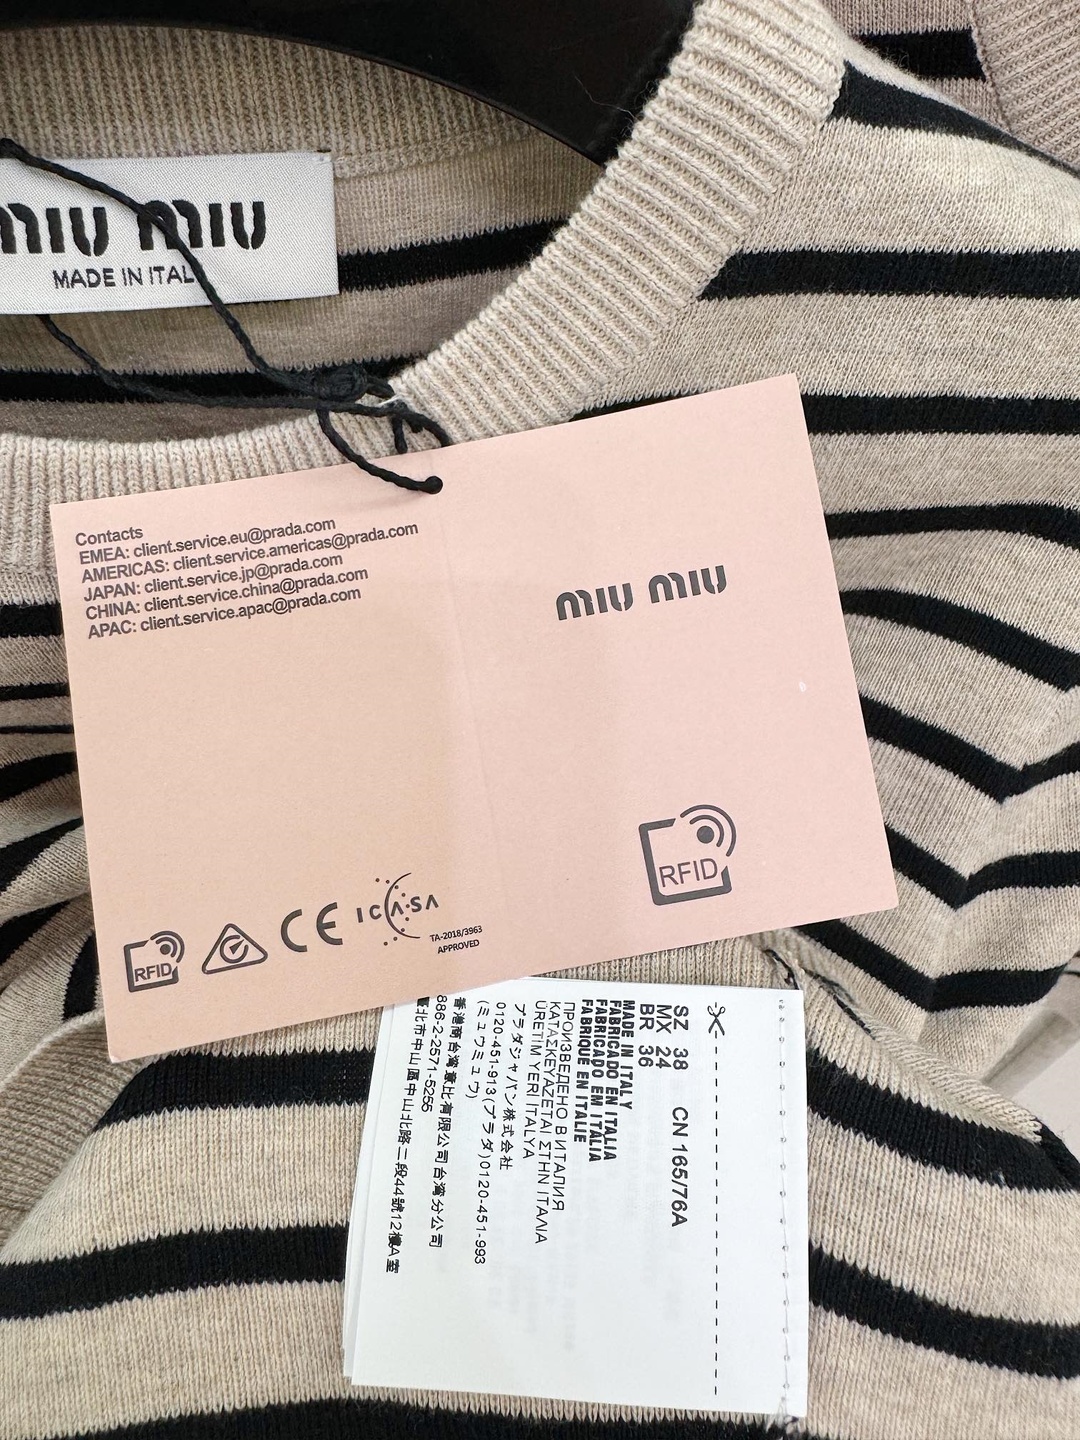 MIU MIU
MADE IN ITAL
Contacts
EMEA: client.service.eu@prada.com
AMERICAS: client.service.americas@prada.com
JAPAN: client.service.jp@prada.com
CHINA: client.service.china@prada.com
APAC: client.service.apac@prada.com
RFID
CE
ICASA
TA-2018/3963
APPROVED
MIU MIU
RFID
SZ 38 CN 165/76A
MX 24
BR 36
MADE IN ITALY
FABRICADO EN ITALIA
FABRICADO EM ITALIA
FABRIQUE EN ITALIE
ПРОИЗВЕДЕНО В ИТАЛИЯ
ΚΑΤΑΣΚΕΥΑΖΕΤΑΙ ΣΤΗΝ ΙΤΑΛΙΑ
ÜRETIM YERI ITALYA
プラダジャパン株式会社
0120-451-913 (プラダ)0120-451-993
(ミュウミュウ)
香港商台灣意比有限公司台灣分公司
886-2-2571-5255
臺北市中山區中山北路二段44號12樓A室